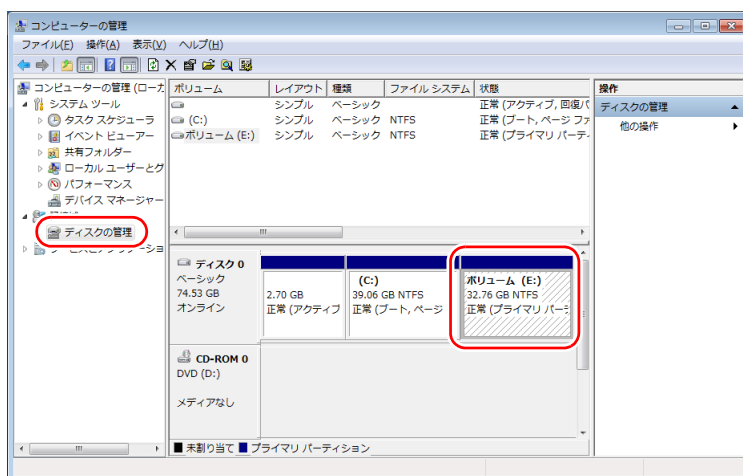 コンピューターの管理
ファイル(F) 操作(A) 表示(V) ヘルプ(H)
コンピューターの管理 (ローカ
システム ツール
タスク スケジューラ
イベント ビューアー
共有フォルダー
ローカル ユーザーとグ
パフォーマンス
デバイス マネージャー
ディスクの管理
ボリューム レイアウト 種類 ファイル システム 状態
シンプル ベーシック 正常 (アクティブ, 回復パ
(C:) シンプル ベーシック NTFS 正常 (ブート, ページ ファ
ボリューム (E:) シンプル ベーシック NTFS 正常 (プライマリ パーテ
ディスク 0
ベーシック
74.53 GB
オンライン
2.70 GB
正常 (アクティブ
(C:)
39.06 GB NTFS
正常 (ブート, ページ
ボリューム (E:)
32.76 GB NTFS
正常 (プライマリ パーテ
CD-ROM 0
DVD (D:)
メディアなし
未割り当て プライマリ パーティション
操作
ディスクの管理
他の操作